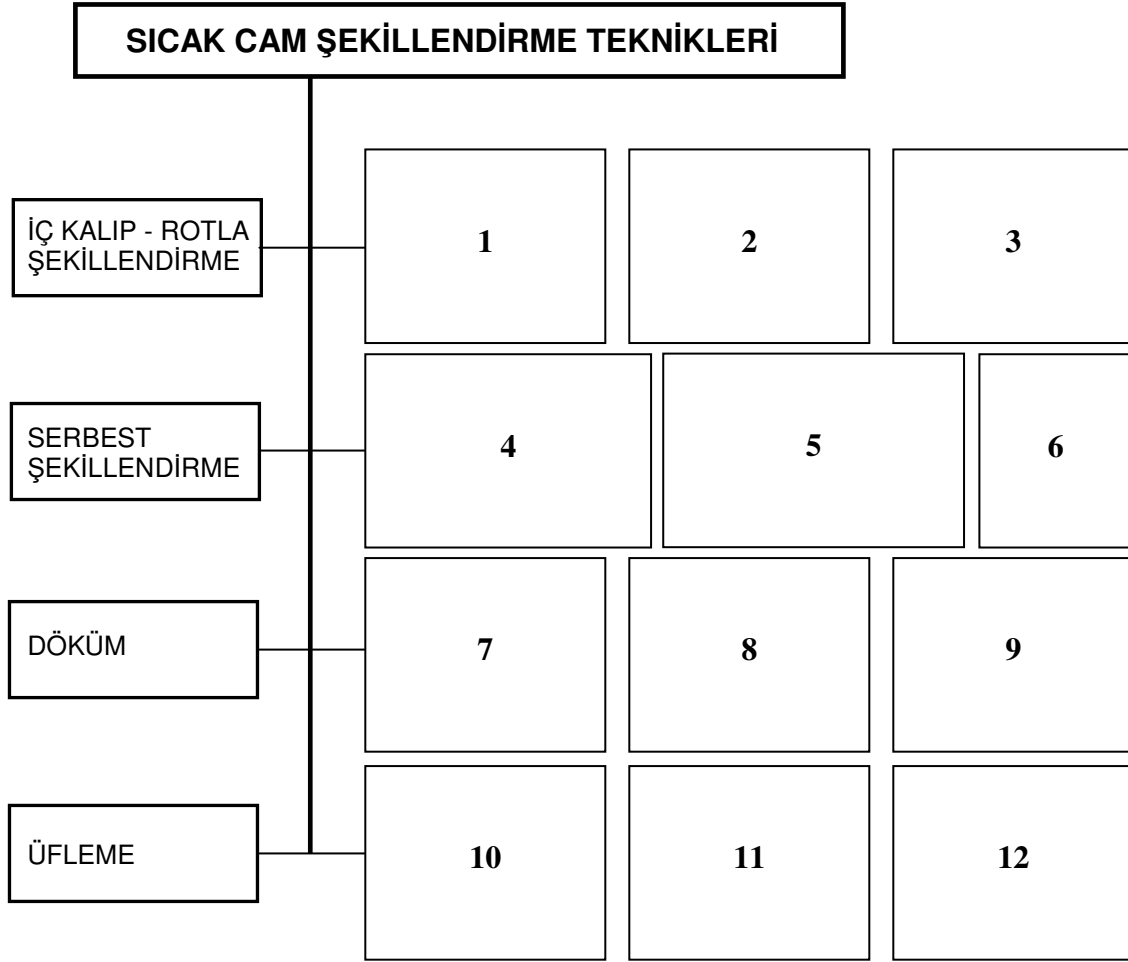 SICAK CAM ŞEKİLLENDİRME TEKNİKLERİ
İÇ KALIP - ROTLA
ŞEKİLLENDİRME
1
2
3
SERBEST
ŞEKİLLENDİRME
4
5
6
DÖKÜM
7
8
9
ÜFLEME
10
11
12